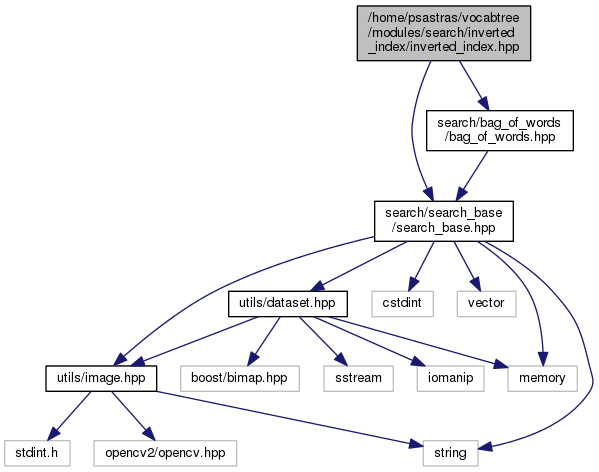 /home/psastras/vocabtree
/modules/search/inverted
_index/inverted_index.hpp
search/bag_of_words
/bag_of_words.hpp
search/search_base
/search_base.hpp
utils/dataset.hpp
cstdint
vector
utils/image.hpp
boost/bimap.hpp
sstream
iomanip
memory
stdint.h
opencv2/opencv.hpp
string